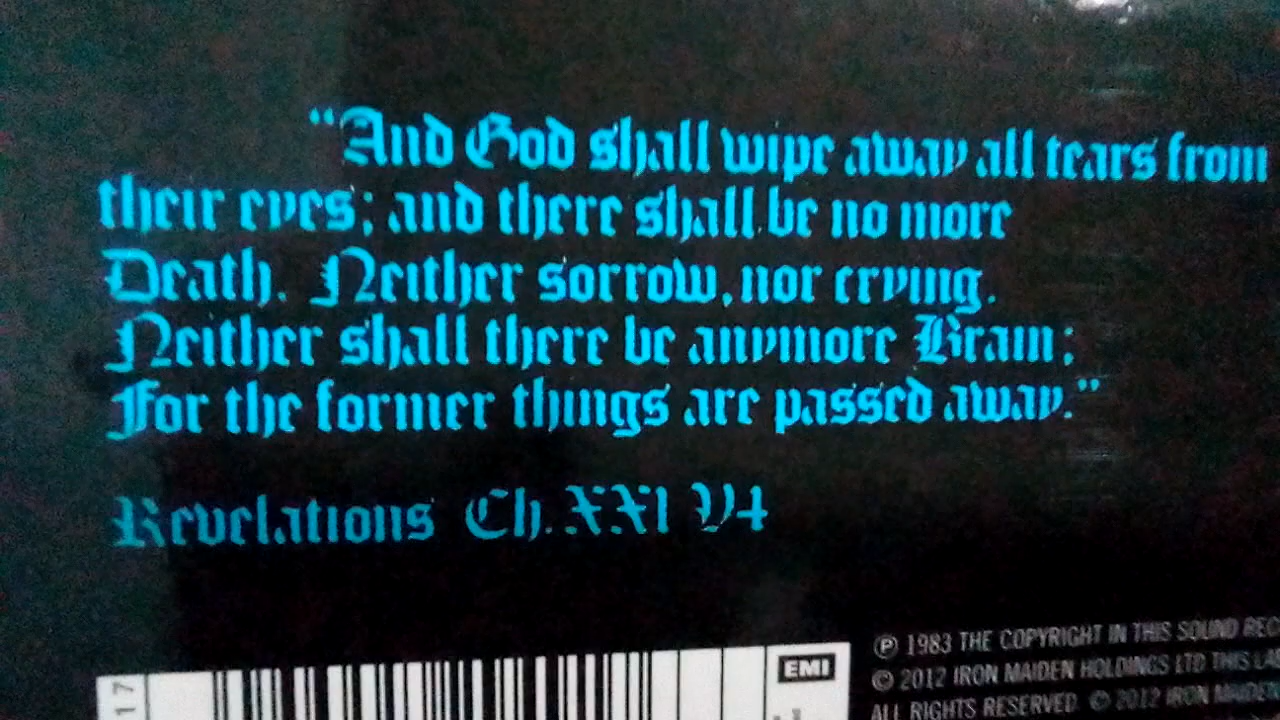 "And God shall wipe away all tears from
their eyes; and there shall be no more
Death. Neither sorrow, nor crying.
Neither shall there be anymore Brain;
For the former things are passed away."
Revelations Ch. XXI V4
17
EMI
℗ 1983 THE COPYRIGHT IN THIS SOUND REC
© 2012 IRON MAIDEN HOLDINGS LTD THIS LA
ALL RIGHTS RESERVED. © 2012 IRON MAIDEN